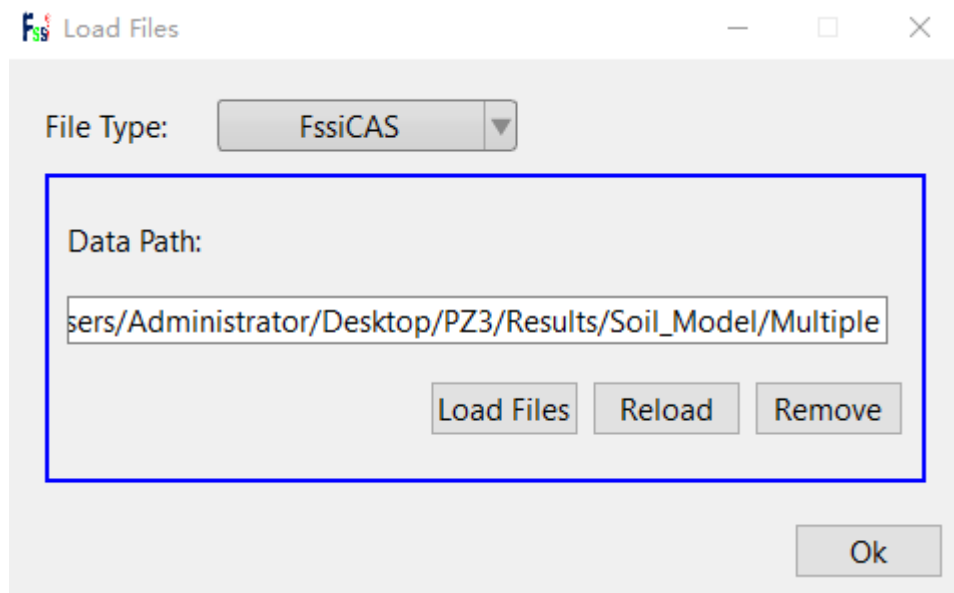 Fssi Load Files
File Type: FssiCAS
Data Path:
sers/Administrator/Desktop/PZ3/Results/Soil_Model/Multiple
Load Files Reload Remove
Ok